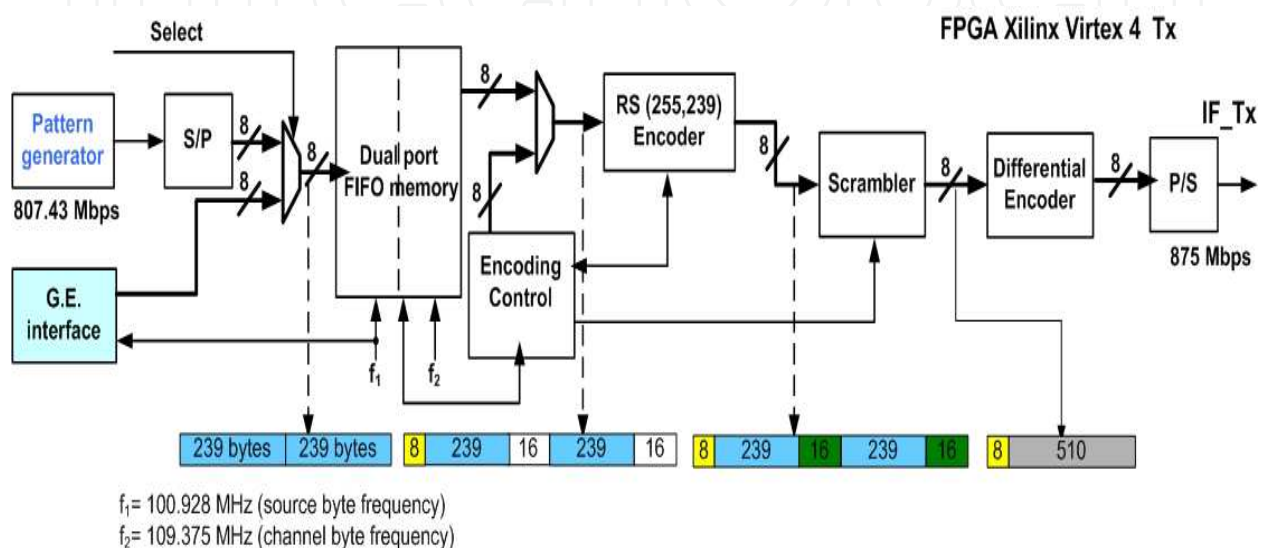 FPGA Xilinx Virtex 4 Tx
Select
Pattern
generator
807.43 Mbps
S/P
8
8
8
G.E.
interface
Dual port
FIFO memory
f₁
f₂
8
8
Encoding
Control
RS (255,239)
Encoder
8
Scrambler
8
Differential
Encoder
8
P/S
IF_Tx
875 Mbps
239 bytes 239 bytes
8 239 16 239 16
8 239 16 239 16
8 510
f₁= 100.928 MHz (source byte frequency)
f₂= 109.375 MHz (channel byte frequency)